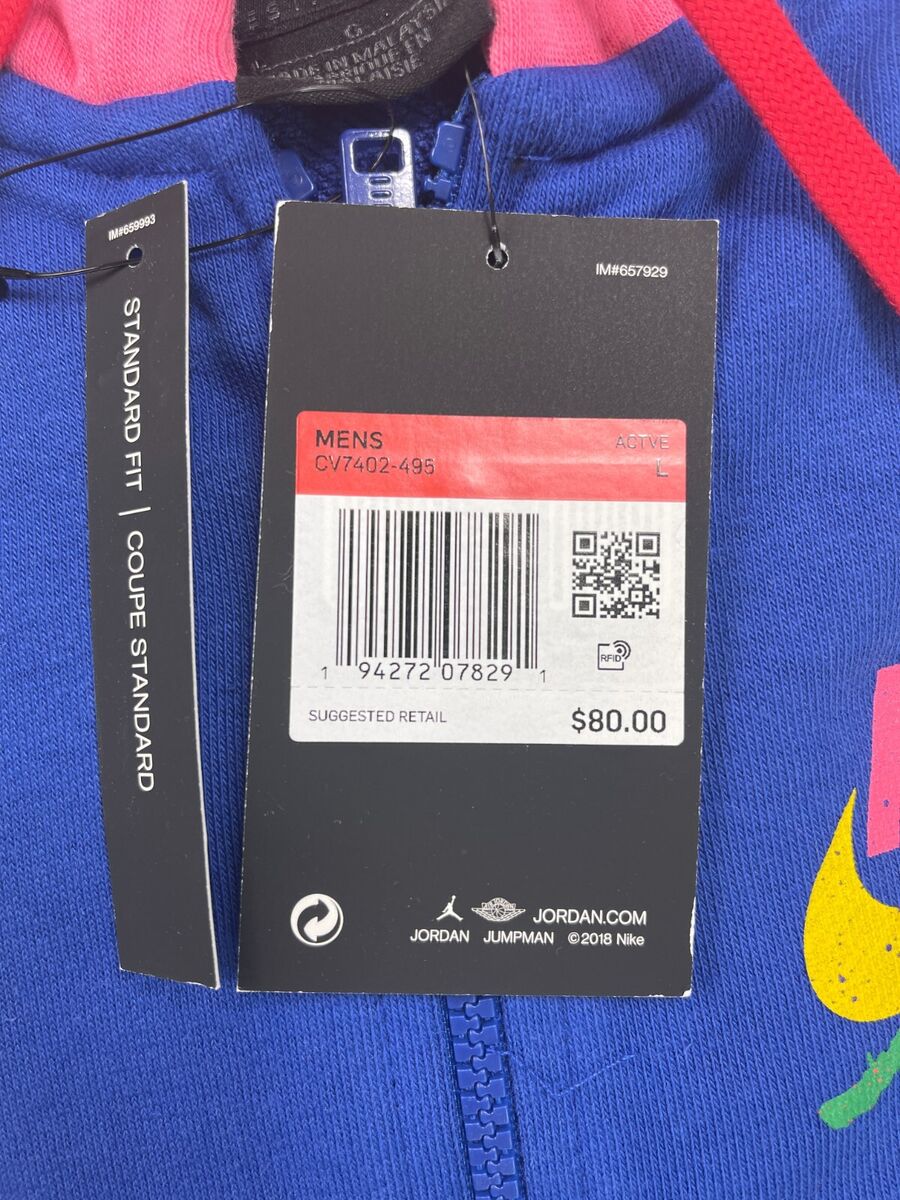 G
MADE IN MALAYSIA
IM#659993
STANDARD FIT | COUPE STANDARD
IM#657929
MENS
ACTVE
CV7402-495
L
1 94272 07829 1
RFID
SUGGESTED RETAIL
$80.00
JORDAN.COM
JORDAN JUMPMAN ©2018 Nike